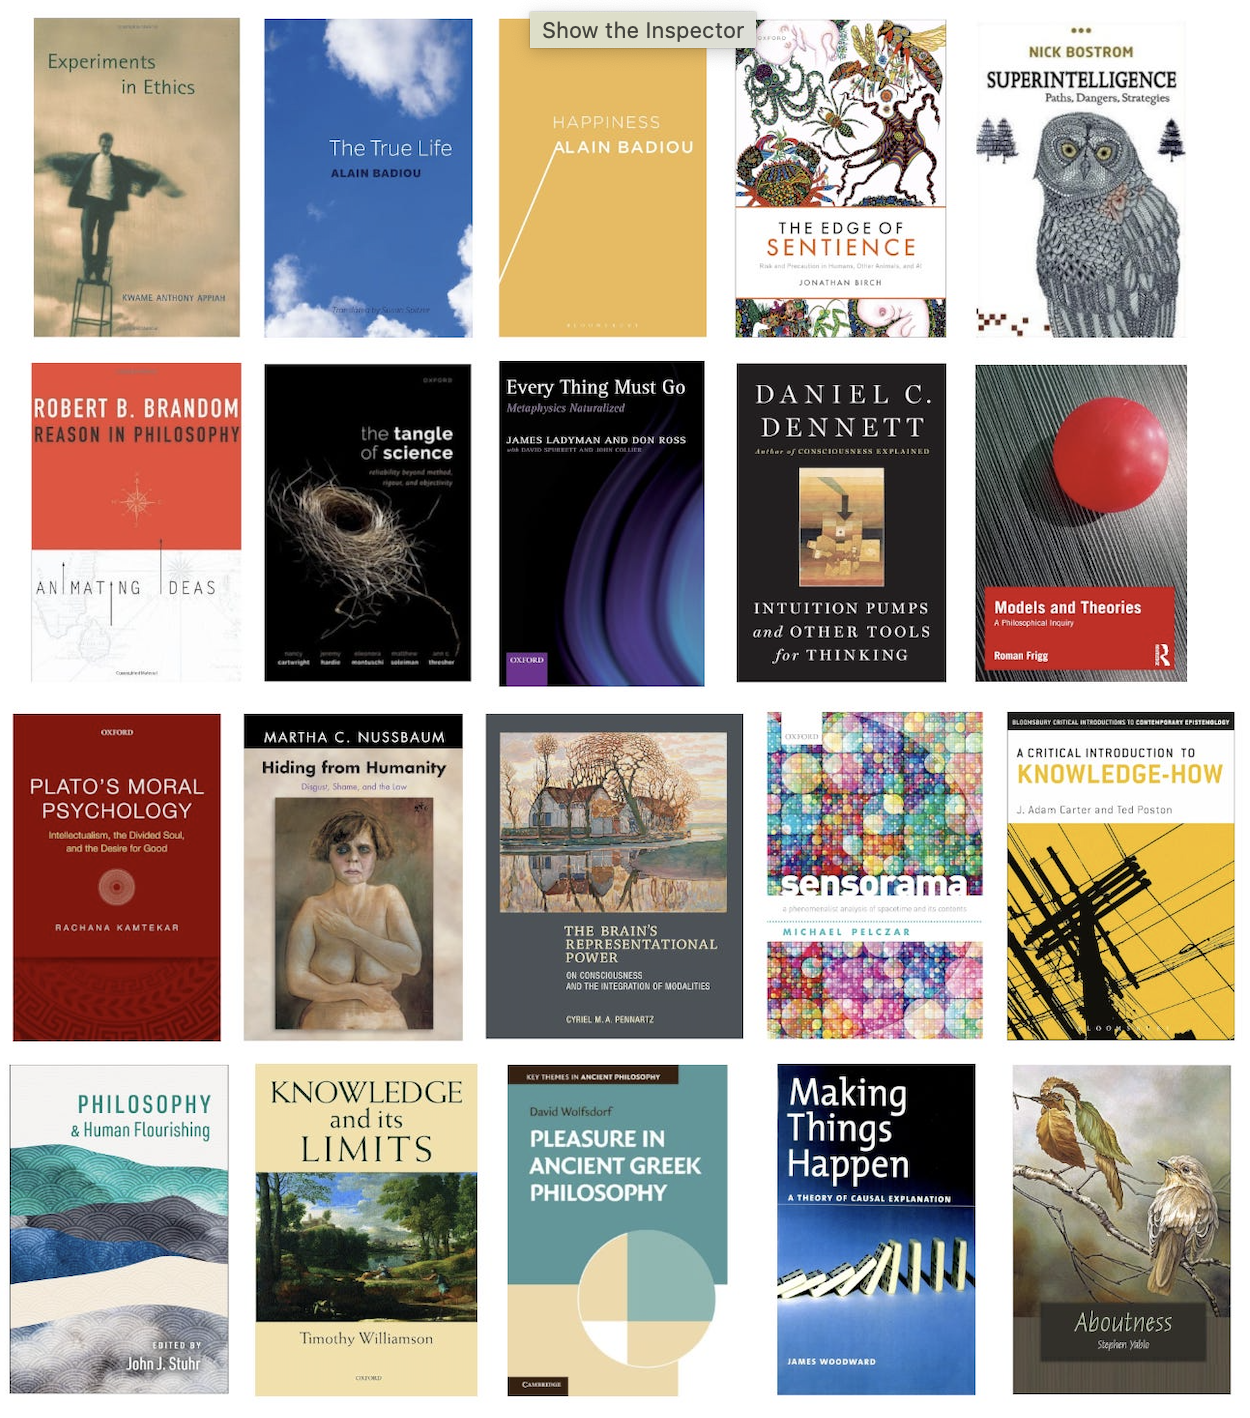 Show the Inspector
Experiments
in Ethics
KWAME ANTHONY APPIAH
The True Life
ALAIN BADIOU
Translated by Susan Spitzer
HAPPINESS
ALAIN BADIOU
BLOOMSBURY
OXFORD
THE EDGE OF
SENTIENCE
Risk and Precaution in Humans, Other Animals, and AI
JONATHAN BIRCH
NICK BOSTROM
SUPERINTELLIGENCE
Paths, Dangers, Strategies
ROBERT B. BRANDOM
REASON IN PHILOSOPHY
ANIMATING IDEAS
Copyrighted Material
OXFORD
the tangle
of science
reliability beyond method,
rigour, and objectivity
nancy cartwright
jeremy hardie
eleonora montuschi
matthew soleiman
ann c. thresher
Every Thing Must Go
Metaphysics Naturalized
JAMES LADYMAN AND DON ROSS
with DAVID SPURRETT AND JOHN COLLIER
OXFORD
DANIEL C.
DENNETT
Author of CONSCIOUSNESS EXPLAINED
INTUITION PUMPS
and OTHER TOOLS
for THINKING
Models and Theories
A Philosophical Inquiry
Roman Frigg
R
OXFORD
PLATO'S MORAL
PSYCHOLOGY
Intellectualism, the Divided Soul,
and the Desire for Good
RACHANA KAMTEKAR
MARTHA C. NUSSBAUM
Hiding from Humanity
Disgust, Shame, and the Law
THE BRAIN'S
REPRESENTATIONAL
POWER
ON CONSCIOUSNESS
AND THE INTEGRATION OF MODALITIES
CYRIEL M. A. PENNARTZ
OXFORD
sensorama
a phenomenalist analysis of spacetime and its contents
MICHAEL PELCZAR
BLOOMSBURY CRITICAL INTRODUCTIONS TO CONTEMPORARY EPISTEMOLOGY
A CRITICAL INTRODUCTION TO
KNOWLEDGE-HOW
J. Adam Carter and Ted Poston
BLOOMSBURY
PHILOSOPHY
& Human Flourishing
EDITED BY
John J. Stuhr
KNOWLEDGE
and its
LIMITS
Timothy Williamson
OXFORD
KEY THEMES IN ANCIENT PHILOSOPHY
David Wolfsdorf
PLEASURE IN
ANCIENT GREEK
PHILOSOPHY
CAMBRIDGE
Making
Things
Happen
A THEORY OF CAUSAL EXPLANATION
JAMES WOODWARD
Aboutness
Stephen Yablo